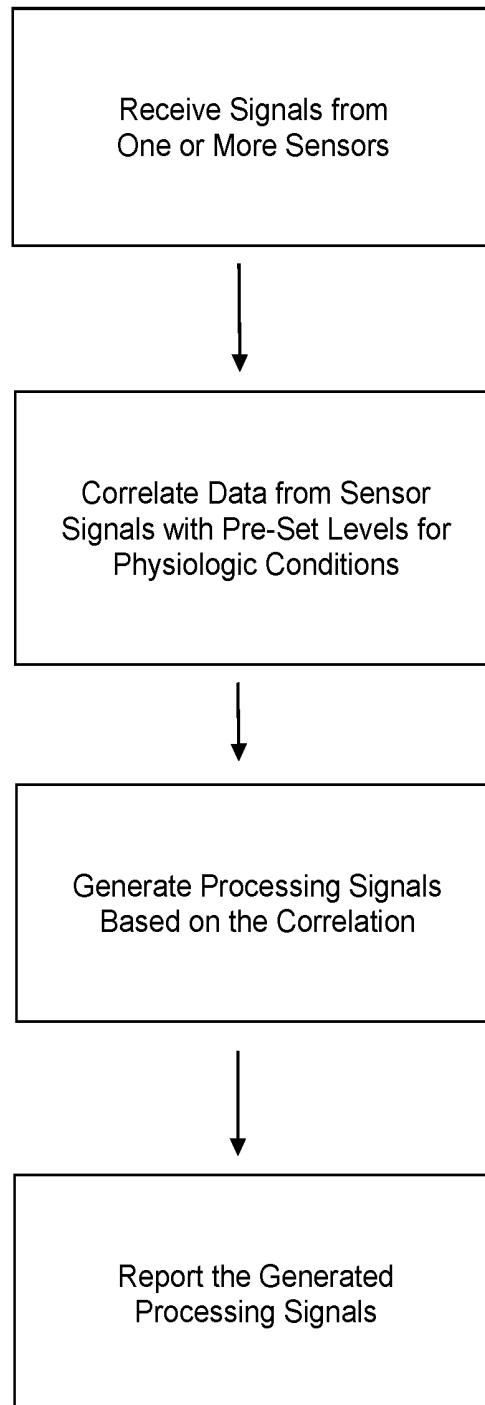 Receive Signals from
One or More Sensors
Correlate Data from Sensor
Signals with Pre-Set Levels for
Physiologic Conditions
Generate Processing Signals
Based on the Correlation
Report the Generated
Processing Signals